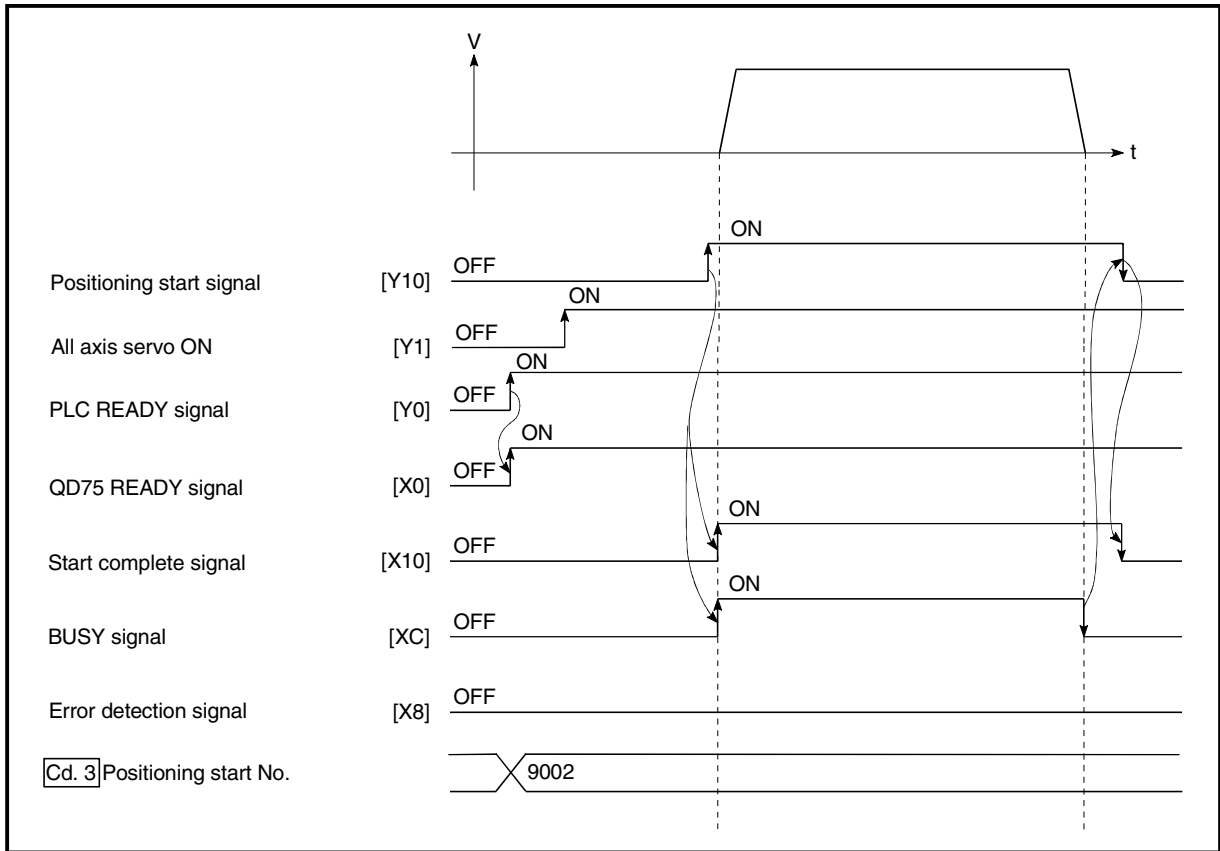 V
t
Positioning start signal [Y10] OFF ON
All axis servo ON [Y1] OFF ON
PLC READY signal [Y0] OFF ON
QD75 READY signal [X0] OFF ON
Start complete signal [X10] OFF ON
BUSY signal [XC] OFF ON
Error detection signal [X8] OFF
Cd. 3 Positioning start No. 9002